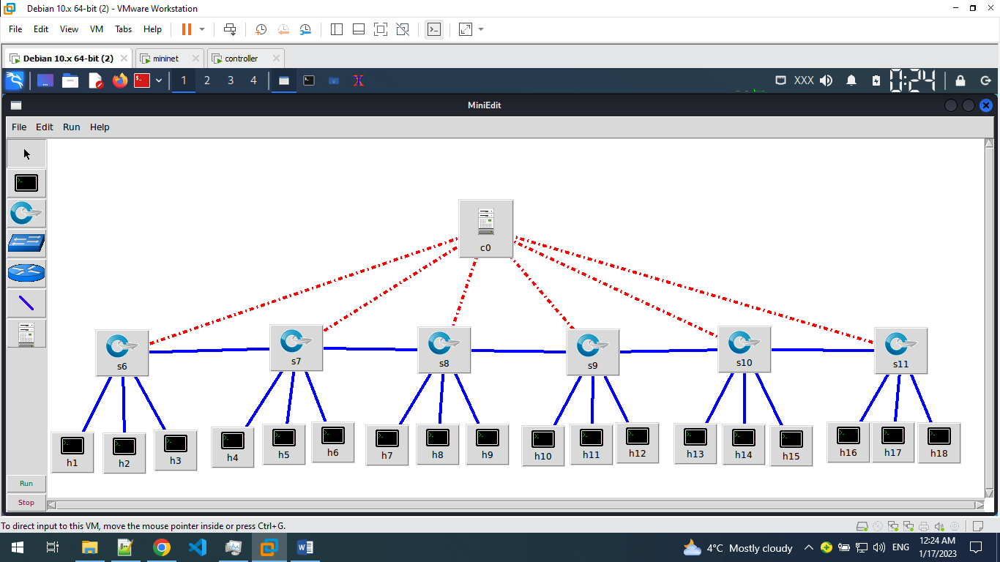 Debian 10.x 64-bit (2) - VMware Workstation
File Edit View VM Tabs Help
Debian 10.x 64-bit (2) mininet controller
1 2 3 4 XXX 0:24
MiniEdit
File Edit Run Help
c0
s6 s7 s8 s9 s10 s11
h1 h2 h3 h4 h5 h6 h7 h8 h9 h10 h11 h12 h13 h14 h15 h16 h17 h18
Run
Stop
To direct input to this VM, move the mouse pointer inside or press Ctrl+G.
4°C Mostly cloudy ENG 12:24 AM
1/17/2023